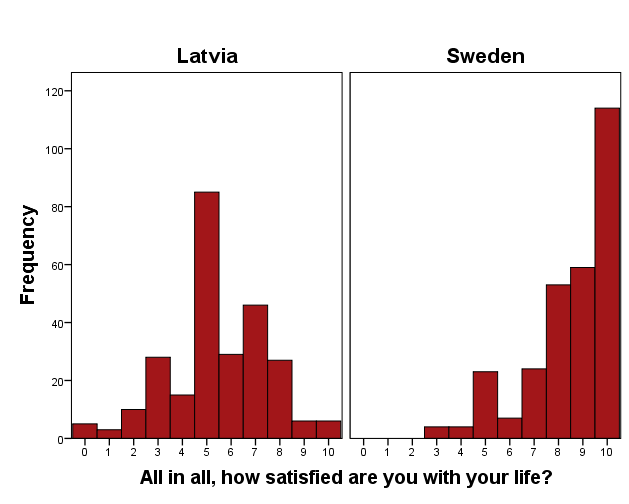 Latvia
Sweden
Frequency
120
100
80
60
40
20
0
0 1 2 3 4 5 6 7 8 9 10
0 1 2 3 4 5 6 7 8 9 10
All in all, how satisfied are you with your life?